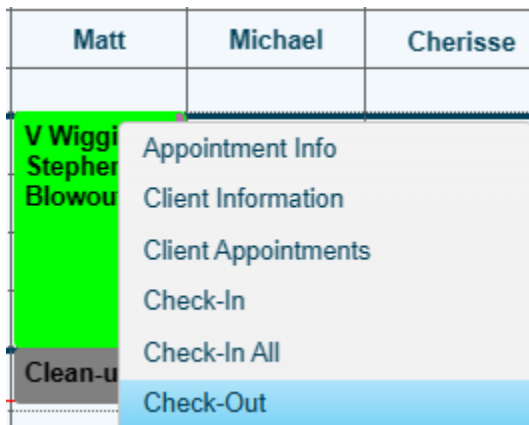 Matt Michael Cherisse
V Wiggi
Stephen
Blowou
Clean-u
Appointment Info
Client Information
Client Appointments
Check-In
Check-In All
Check-Out